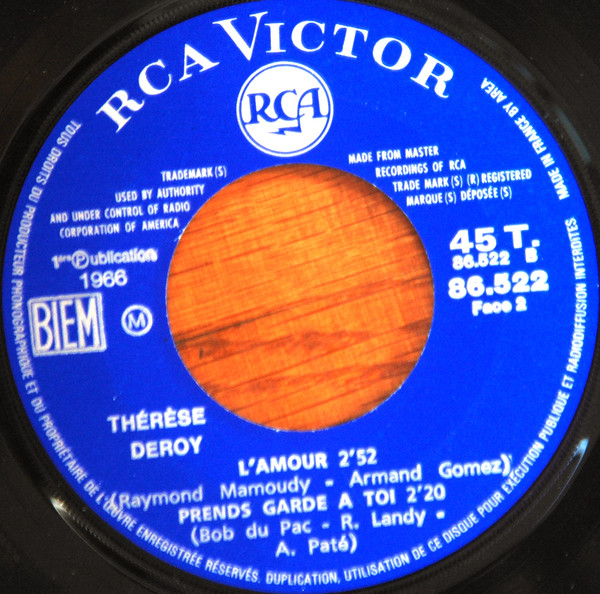 RCA VICTOR
RCA
TRADEMARK(S)
USED BY AUTHORITY
AND UNDER CONTROL OF RADIO
CORPORATION OF AMERICA
MADE FROM MASTER
RECORDINGS OF RCA
TRADE MARK(S) (R) REGISTERED
MARQUE(S) DÉPOSÉE(S)
1ère Publication
1966
BIEM
M
45 T.
86.522 B
86.522
Face 2
THÉRÈSE
DEROY
L'AMOUR 2'52
(Raymond Mamoudy - Armand Gomez)
PRENDS GARDE A TOI 2'20
(Bob du Pac - R. Landy -
A. Paté)
TOUS DROITS DU PRODUCTEUR PHONOGRAPHIQUE ET DU PROPRIÉTAIRE DE L'ŒUVRE ENREGISTRÉE RÉSERVÉS. DUPLICATION, UTILISATION DE CE DISQUE POUR EXÉCUTION PUBLIQUE ET RADIODIFFUSION INTERDITES
MADE IN FRANCE BY AREA